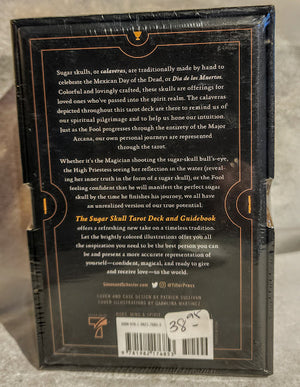 Sugar skulls, or calaveras, are traditionally made by hand to
celebrate the Mexican Day of the Dead, or Día de los Muertos.
Colorful and lovingly crafted, these skulls are offerings for
loved ones who've passed into the spirit realm. The calaveras
depicted throughout this tarot deck are there to remind us of
our spiritual pilgrimage and to help us hone our intuition.
Just as the Fool progresses through the entirety of the Major
Arcana, our own personal journeys are represented
through the tarot.
Whether it's the Magician shooting the sugar-skull bull's-eye,
the High Priestess seeing her reflection in the water (reveal-
ing her inner truth in the form of a sugar skull), or the Fool
feeling confident that he will manifest the perfect sugar
skull by the time he finishes his journey, we all have
an unrealized version of our true potential.
The Sugar Skull Tarot Deck and Guidebook
offers a refreshing new take on a timeless tradition.
Let the brightly colored illustrations offer you all
the inspiration you need to be the best person you can
be and present a more accurate representation of
yourself—confident, magical, and ready to give
and receive love—to the world.
SimonandSchuster.com @TillerPress
COVER AND CASE DESIGN BY PATRICK SULLIVAN
COVER ILLUSTRATIONS BY DAVID LA MARTINEZ
BODY, MIND & SPIRIT
7
38.95